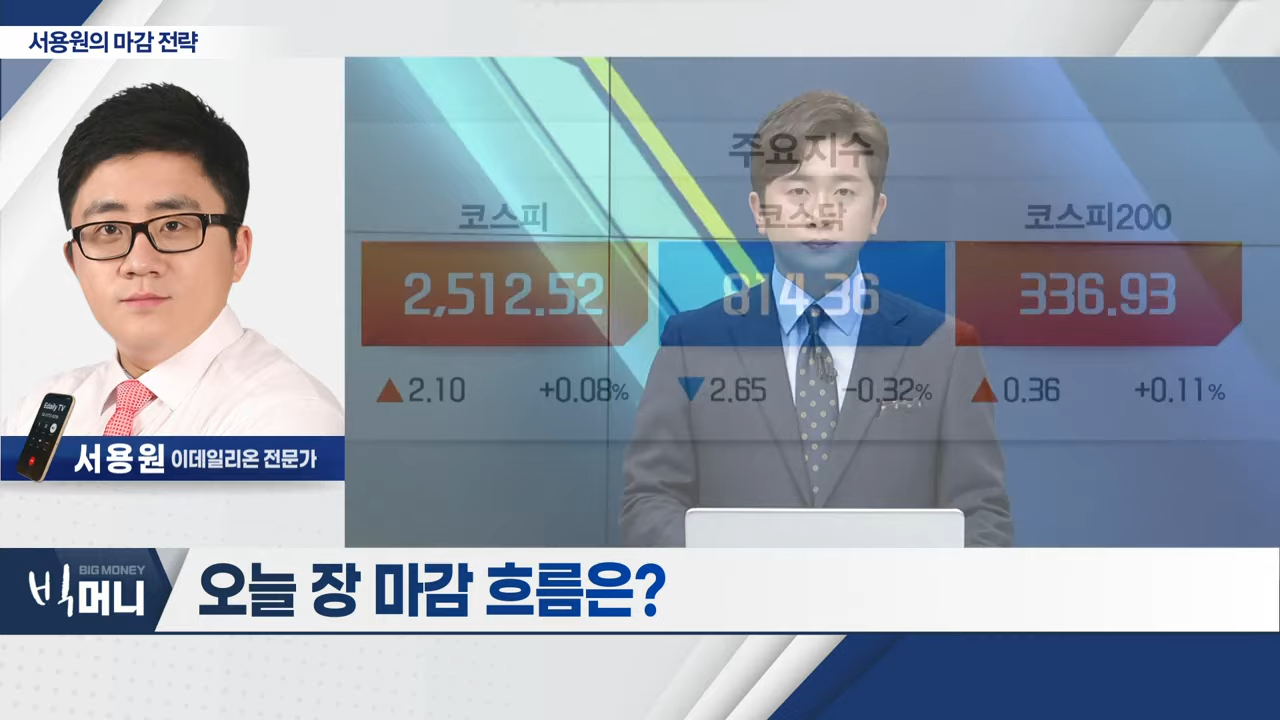 서용원의 마감 전략
주요지수
코스피
코스닥
코스피200
2,512.52
814.36
336.93
▲2.10 +0.08%
▼2.65 -0.32%
▲0.36 +0.11%
Edaily TV
서용원 이데일리온 전문가
BIG MONEY
빅머니
오늘 장 마감 흐름은?